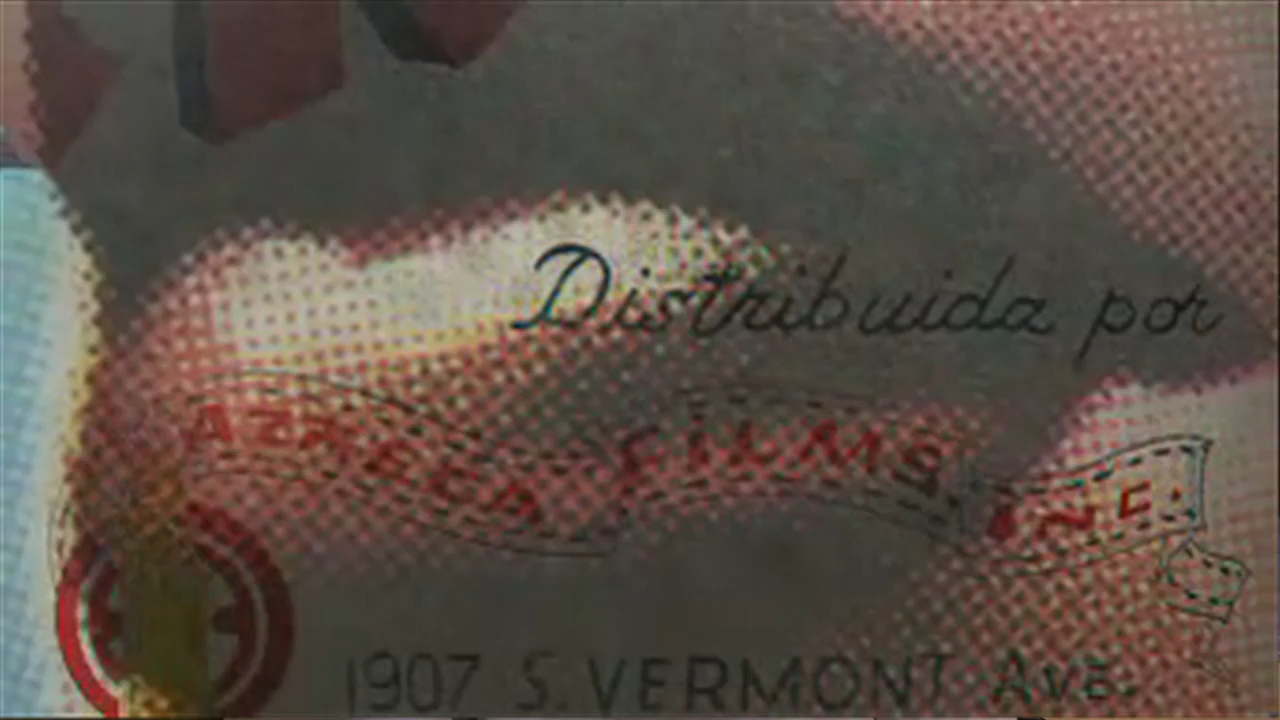 Distribuida por
AZTECA FILMS INC.
1907 S. VERMONT AVE.